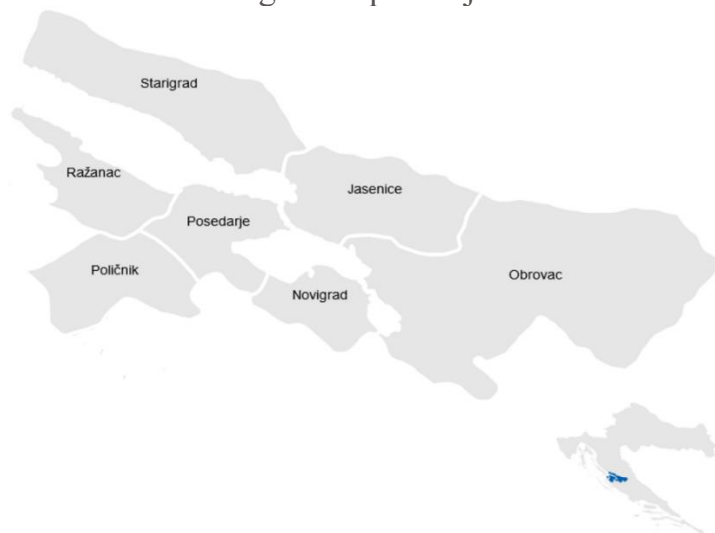 Starigrad
Ražanac
Jasenice
Posedarje
Poličnik
Obrovac
Novigrad